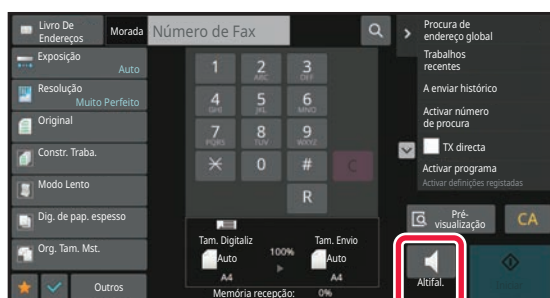 Livro De
Endereços
Morada
Número de Fax
Exposição
Auto
Resolução
Muito Perfeito
Original
Constr. Traba.
Modo Lento
Dig. de pap. espesso
Org. Tam. Mst.
Outros
1
2
ABC
3
DEF
4
GHI
5
JKL
6
MNO
7
PQRS
8
TUV
9
WXYZ
0
#
C
R
Tam. Digitaliz
100%
Tam. Envio
Auto
Auto
A4
A4
Memória recepção: 0%
Procura de
endereço global
Trabalhos
recentes
A enviar histórico
Activar número
de procura
TX directa
Activar programa
Activar definições registadas
Pré-
visualização
CA
Altifal.